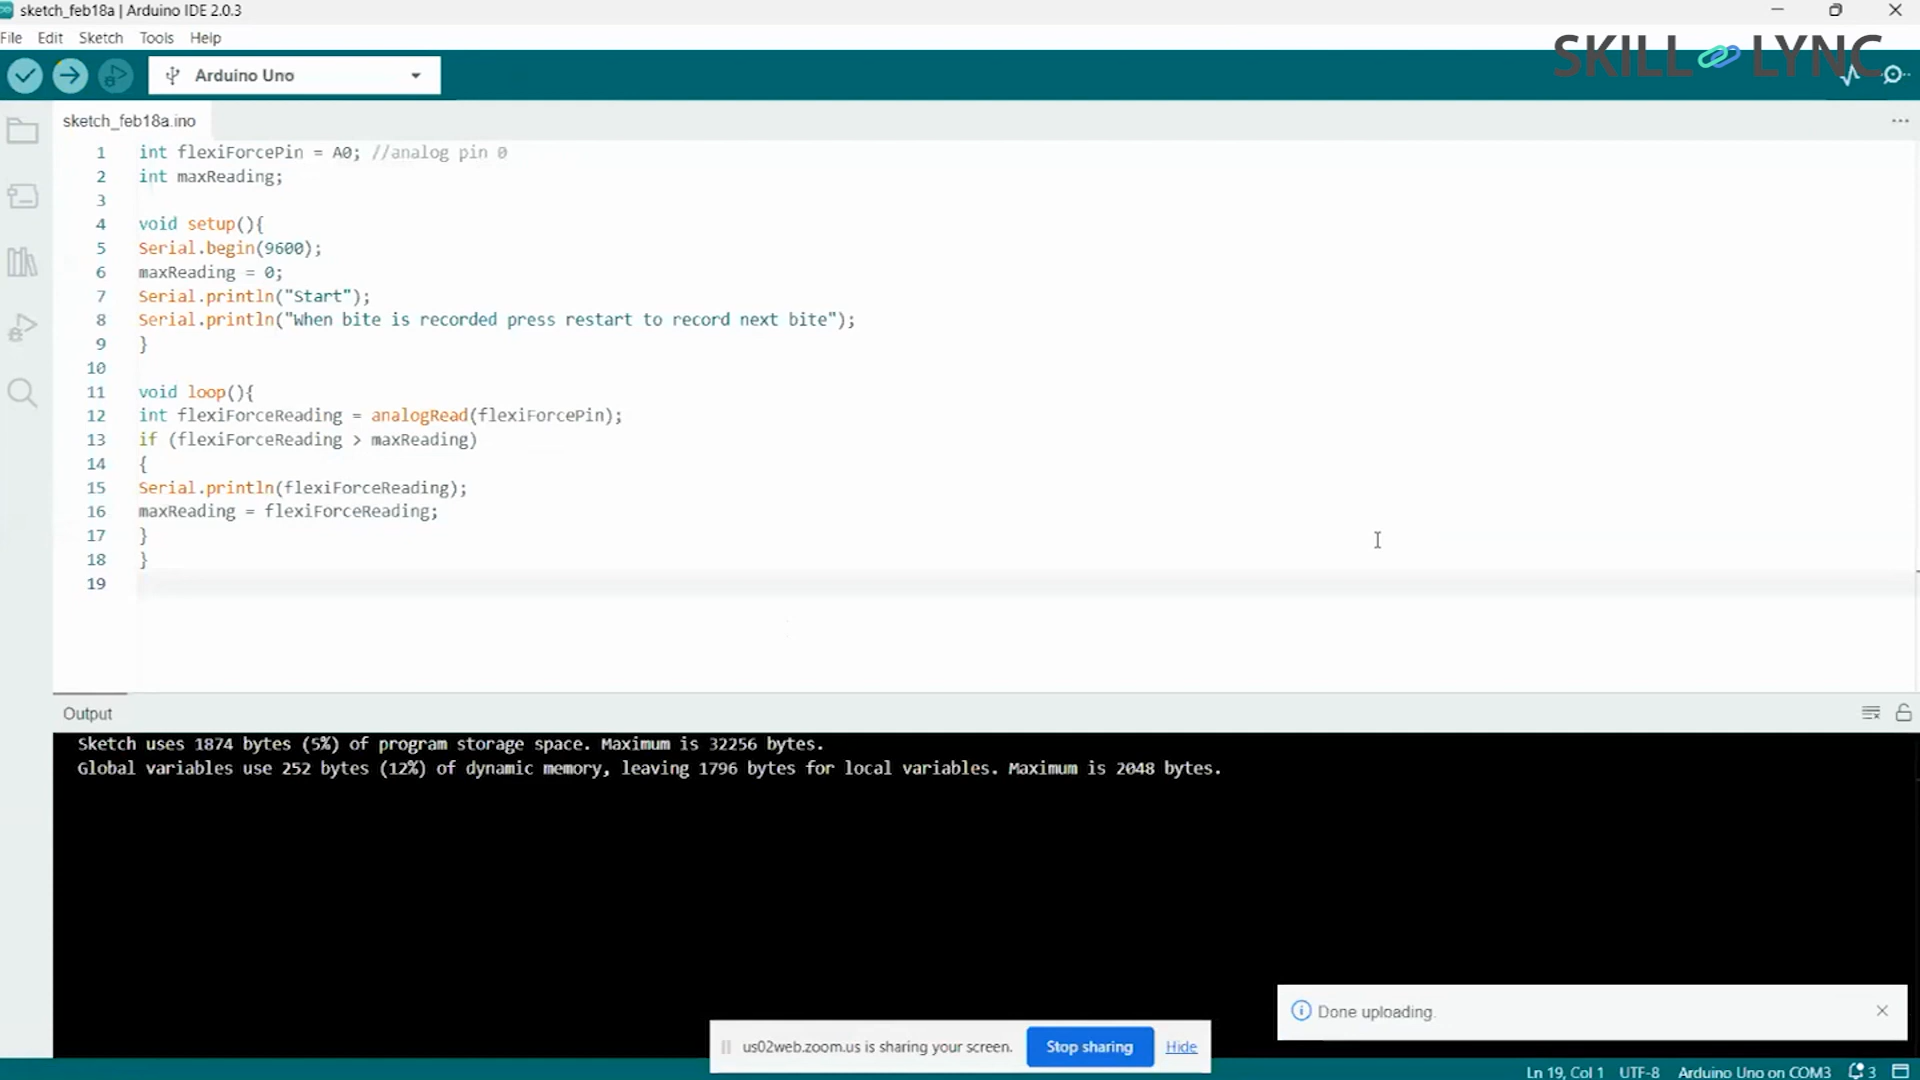 sketch_feb18a | Arduino IDE 2.0.3
File Edit Sketch Tools Help
SKILL LYNC
Arduino Uno
sketch_feb18a.ino
1 int flexiForcePin = A0; //analog pin 0
2 int maxReading;
3
4 void setup(){
5 Serial.begin(9600);
6 maxReading = 0;
7 Serial.println("Start");
8 Serial.println("When bite is recorded press restart to record next bite");
9 }
10
11 void loop(){
12 int flexiForceReading = analogRead(flexiForcePin);
13 if (flexiForceReading > maxReading)
14 {
15 Serial.println(flexiForceReading);
16 maxReading = flexiForceReading;
17 }
18 }
19
Output
Sketch uses 1874 bytes (5%) of program storage space. Maximum is 32256 bytes.
Global variables use 252 bytes (12%) of dynamic memory, leaving 1796 bytes for local variables. Maximum is 2048 bytes.
Done uploading.
us02web.zoom.us is sharing your screen. Stop sharing Hide
Ln 19, Col 1 UTF-8 Arduino Uno on COM3 3